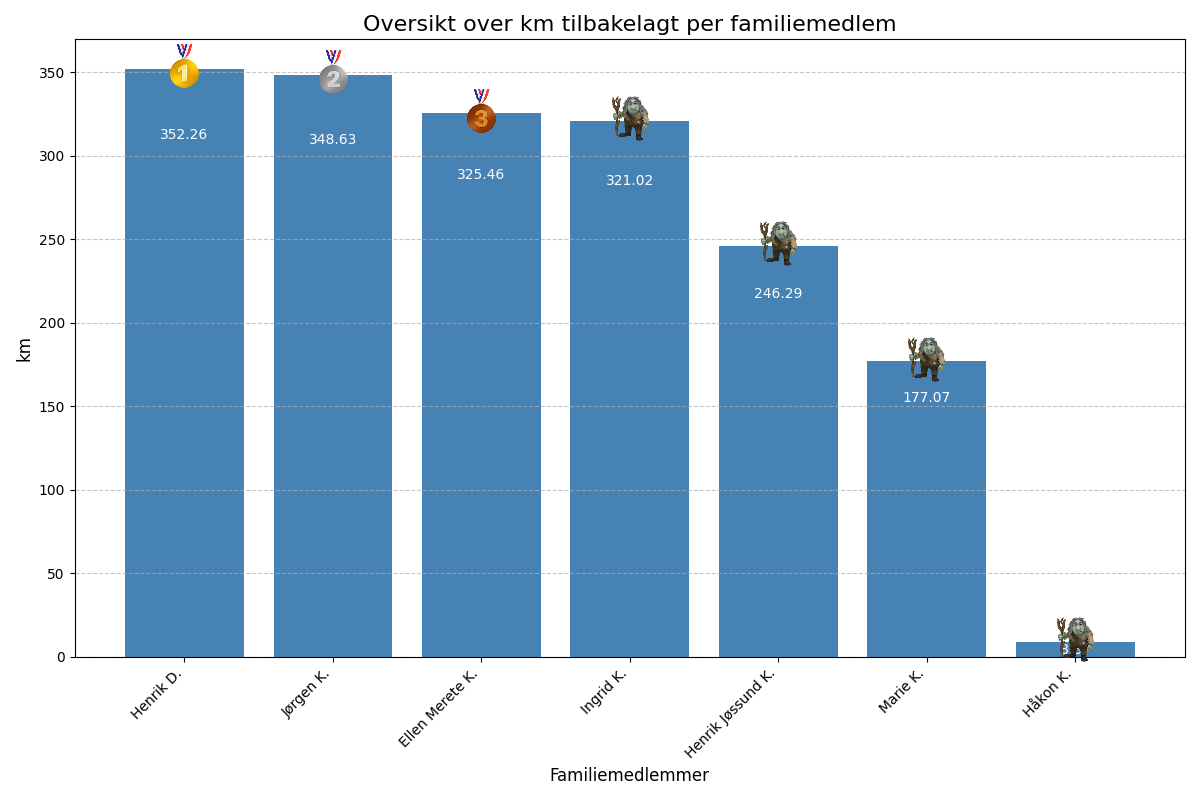 Oversikt over km tilbakelagt per familiemedlem
km
350
300
250
200
150
100
50
0
1
2
3
352.26
348.63
325.46
321.02
246.29
177.07
Henrik D.
Jørgen K.
Ellen Merete K.
Ingrid K.
Henrik Jøssund K.
Marie K.
Håkon K.
Familiemedlemmer